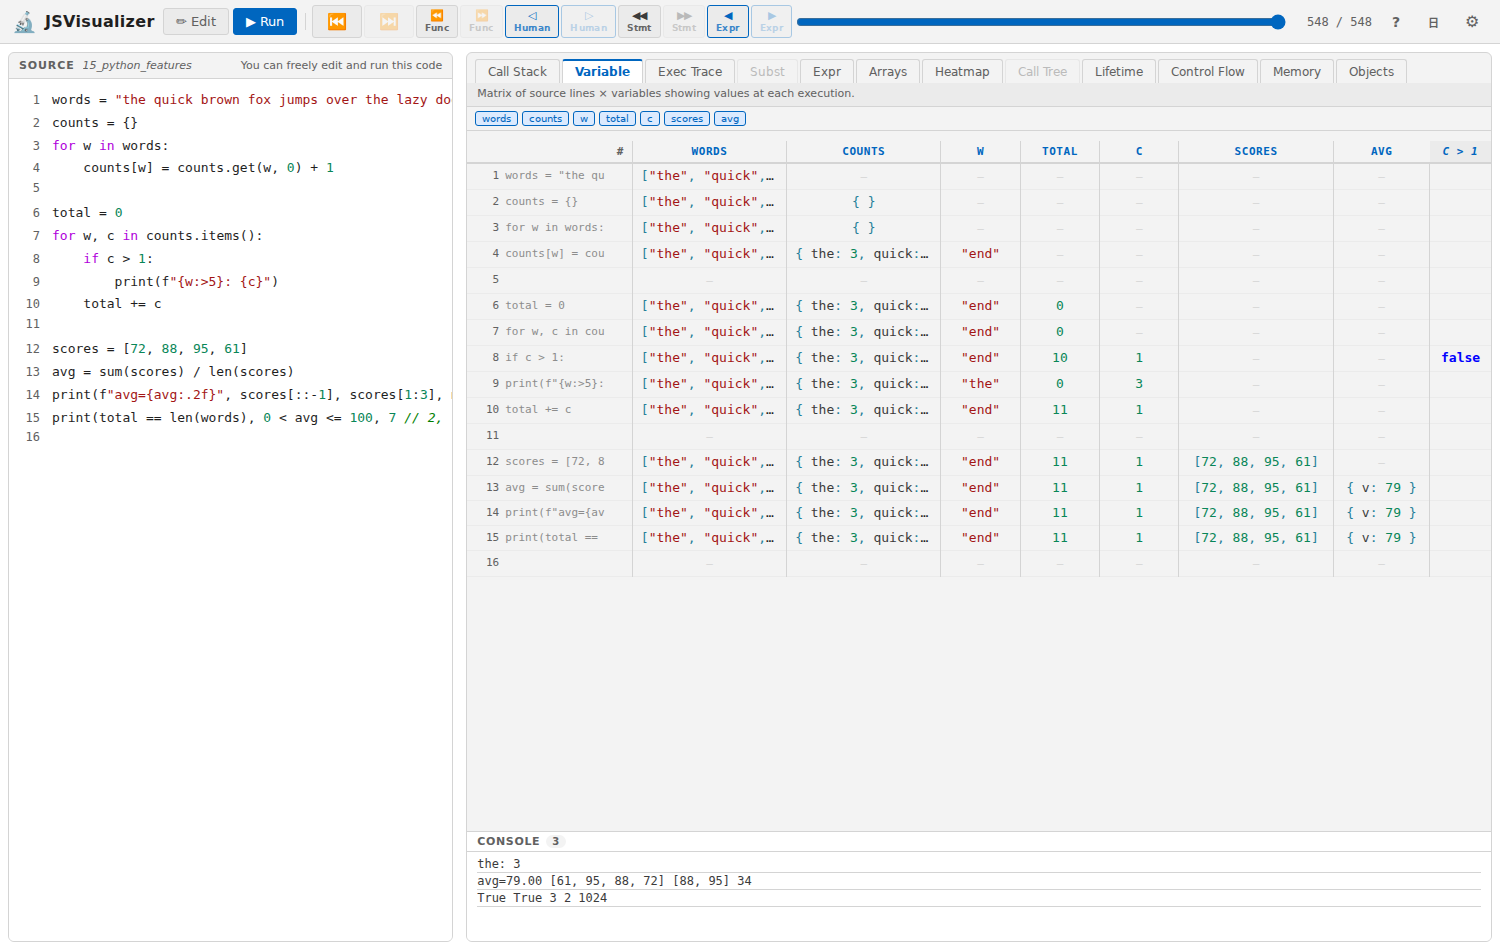 JSVisualizer ✏ Edit ▶ Run Func Func Human Human Stmt Stmt Expr Expr 548 / 548 ?
SOURCE 15_python_features You can freely edit and run this code
1 words = "the quick brown fox jumps over the lazy do
2 counts = {}
3 for w in words:
4 counts[w] = counts.get(w, 0) + 1
5
6 total = 0
7 for w, c in counts.items():
8 if c > 1:
9 print(f"{w:>5}: {c}")
10 total += c
11
12 scores = [72, 88, 95, 61]
13 avg = sum(scores) / len(scores)
14 print(f"avg={avg:.2f}", scores[::-1], scores[1:3],
15 print(total == len(words), 0 < avg <= 100, 7 // 2,
16
Call Stack Variable Exec Trace Subst Expr Arrays Heatmap Call Tree Lifetime Control Flow Memory Objects
Matrix of source lines × variables showing values at each execution.
words counts w total c scores avg
# WORDS COUNTS W TOTAL C SCORES AVG C > 1
1 words = "the qu ["the", "quick",… – – – – – –
2 counts = {} ["the", "quick",… { } – – – – –
3 for w in words: ["the", "quick",… { } – – – – –
4 counts[w] = cou ["the", "quick",… { the: 3, quick:… "end" – – – –
5 – – – – – – –
6 total = 0 ["the", "quick",… { the: 3, quick:… "end" 0 – – –
7 for w, c in cou ["the", "quick",… { the: 3, quick:… "end" 0 – – –
8 if c > 1: ["the", "quick",… { the: 3, quick:… "end" 10 1 – – false
9 print(f"{w:>5}: ["the", "quick",… { the: 3, quick:… "the" 0 3 – –
10 total += c ["the", "quick",… { the: 3, quick:… "end" 11 1 – –
11 – – – – – – –
12 scores = [72, 8 ["the", "quick",… { the: 3, quick:… "end" 11 1 [72, 88, 95, 61] –
13 avg = sum(score ["the", "quick",… { the: 3, quick:… "end" 11 1 [72, 88, 95, 61] { v: 79 }
14 print(f"avg={av ["the", "quick",… { the: 3, quick:… "end" 11 1 [72, 88, 95, 61] { v: 79 }
15 print(total == ["the", "quick",… { the: 3, quick:… "end" 11 1 [72, 88, 95, 61] { v: 79 }
16 – – – – – – –
CONSOLE 3
the: 3
avg=79.00 [61, 95, 88, 72] [88, 95] 34
True True 3 2 1024